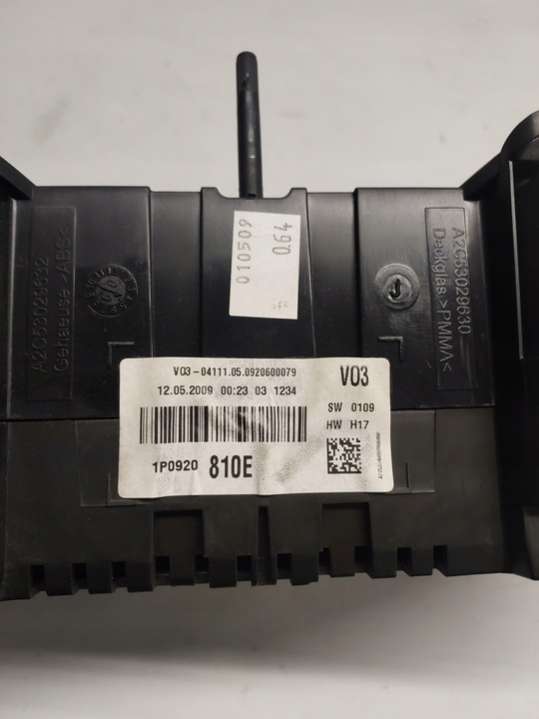 A2C53025832
Gehaeuse >ABS<
010509
064
A2C53029630
Deckglas >PMMA<
V03-04111.05.0920600079
12.05.2009 00:23 03 1234
V03
SW 0109
HW H17
1P0920 810E